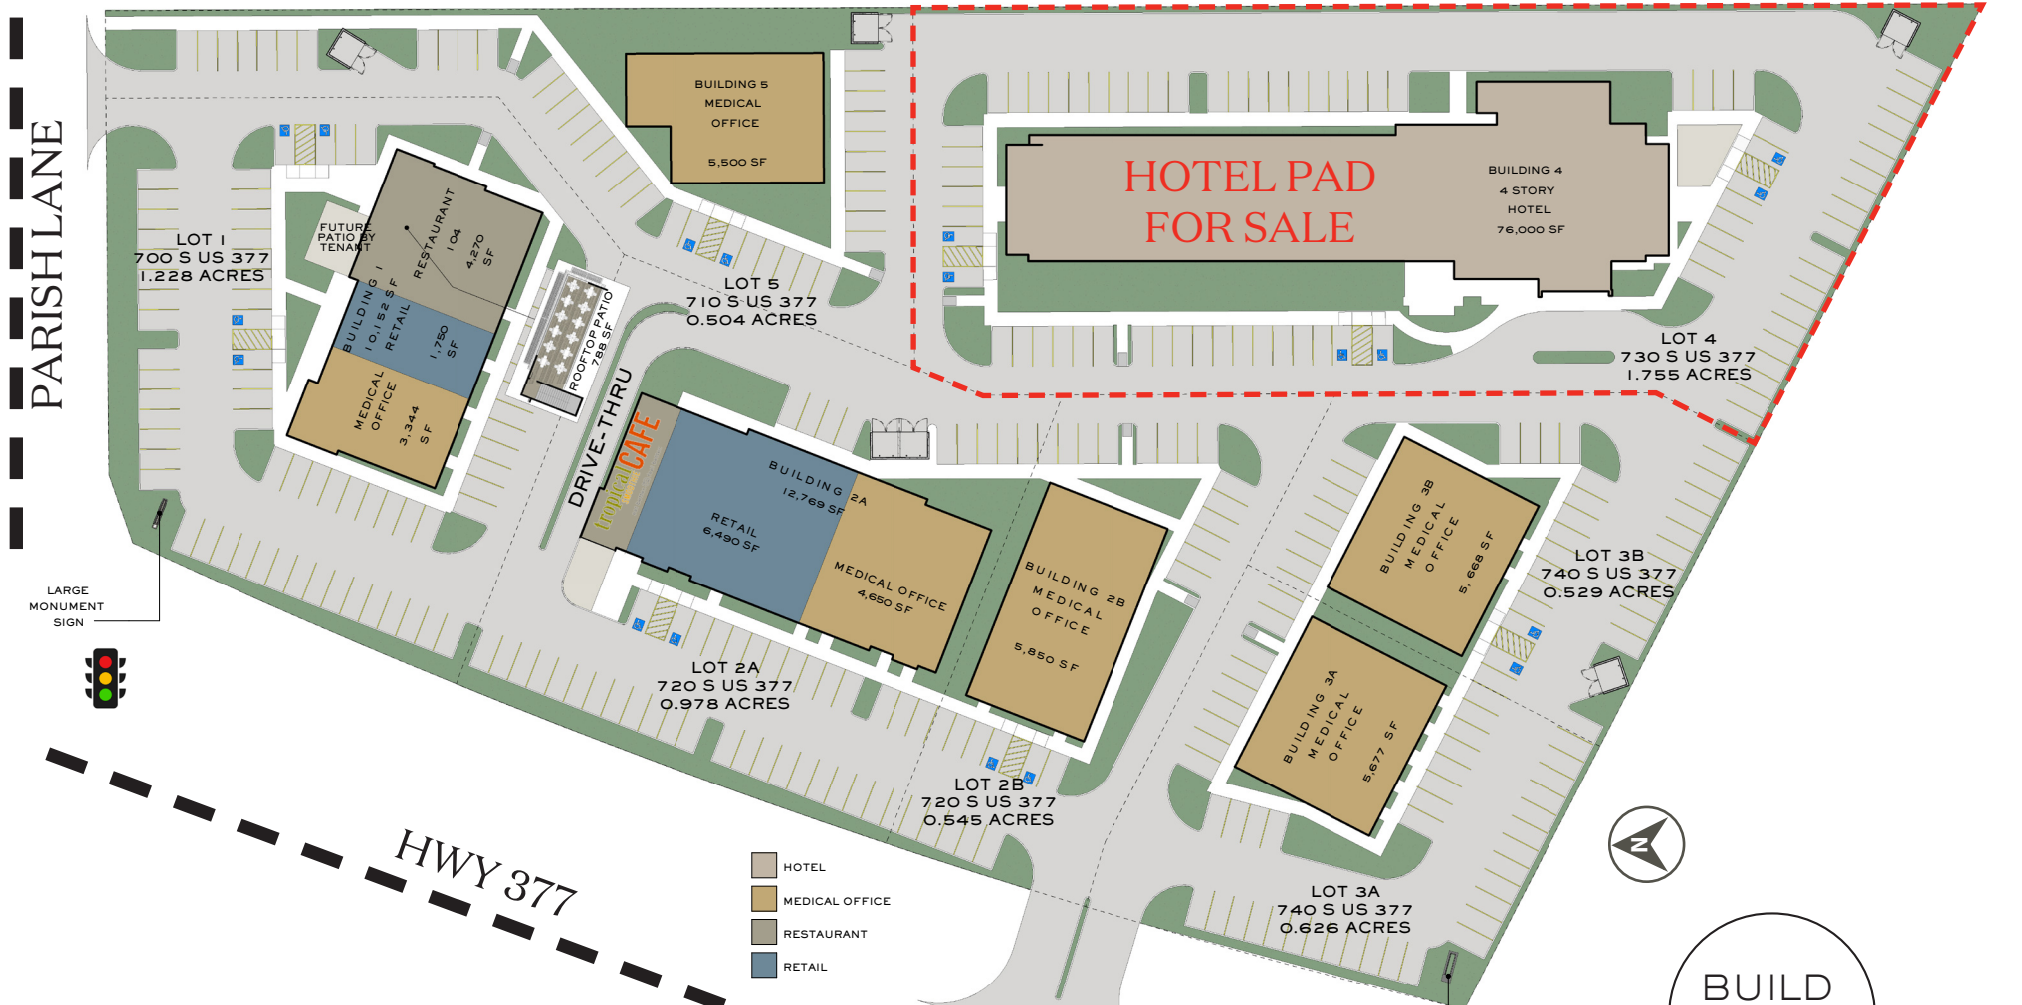 PARISH LANE
LOT 1
700 S US 377
1.228 ACRES
FUTURE
PATIO BY
TENANT
RESTAURANT
104
4,270
SF
BUILDING 1
10,152 SF
RETAIL
1,750
SF
MEDICAL
OFFICE
3,344
SF
ROOFTOP PATIO
788 SF
BUILDING 5
MEDICAL
OFFICE
5,500 SF
LOT 5
710 S US 377
0.504 ACRES
HOTEL PAD
FOR SALE
BUILDING 4
4 STORY
HOTEL
76,000 SF
LOT 4
730 S US 377
1.755 ACRES
DRIVE-THRU
tropical
CAFE
BUILDING 2A
12,769 SF
RETAIL
6,490 SF
MEDICAL OFFICE
4,650 SF
BUILDING 2B
MEDICAL
OFFICE
5,850 SF
BUILDING 3B
MEDICAL
OFFICE
5,668 SF
LOT 3B
740 S US 377
0.529 ACRES
BUILDING 3A
MEDICAL
OFFICE
5,677 SF
LARGE
MONUMENT
SIGN
LOT 2A
720 S US 377
0.978 ACRES
LOT 2B
720 S US 377
0.545 ACRES
LOT 3A
740 S US 377
0.626 ACRES
N
HWY 377
HOTEL
MEDICAL OFFICE
RESTAURANT
RETAIL
BUILD